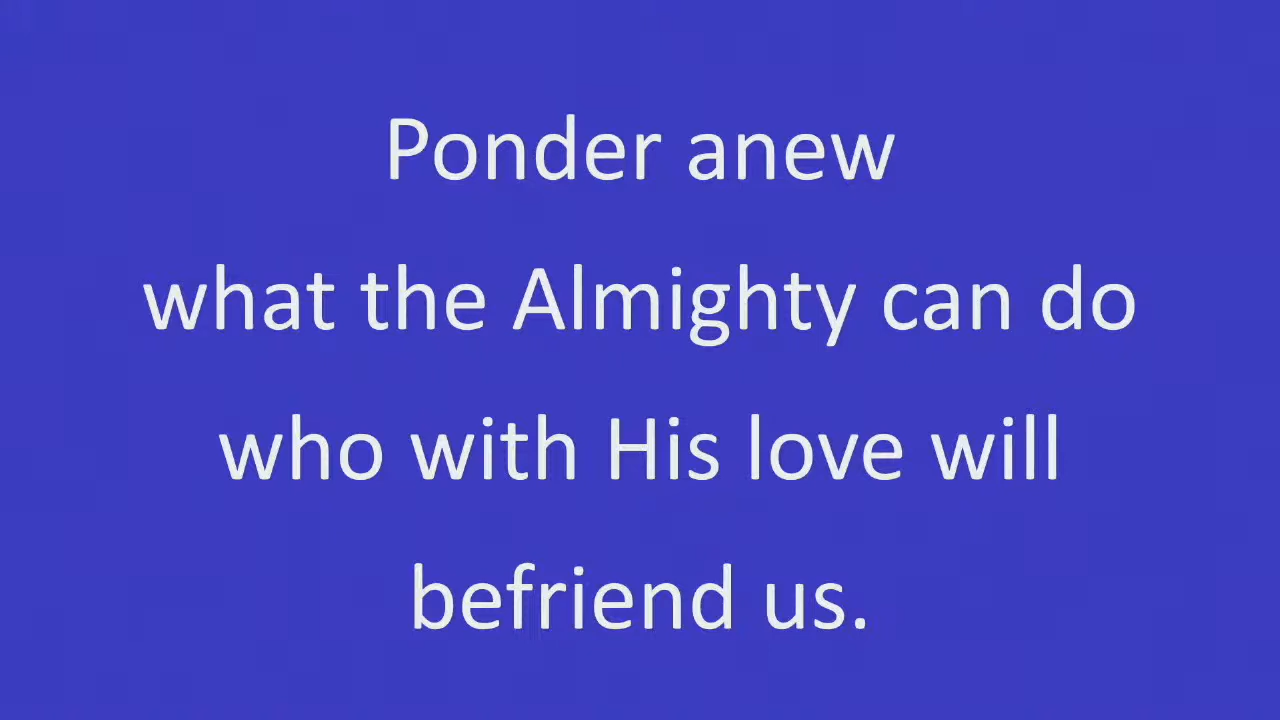 Ponder anew
what the Almighty can do
who with His love will
befriend us.